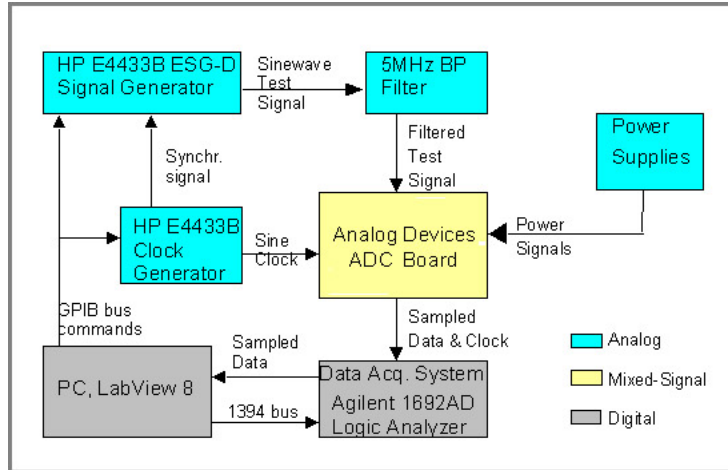 HP E4433B ESG-D
Signal Generator
Sinewave
Test
Signal
5MHz BP
Filter
Synchr.
signal
Filtered
Test
Signal
Power
Supplies
HP E4433B
Clock
Generator
Sine
Clock
Analog Devices
ADC Board
Power
Signals
GPIB bus
commands
Sampled
Data
Sampled
Data & Clock
PC, LabView 8
1394 bus
Data Acq. System
Agilent 1692AD
Logic Analyzer
Analog
Mixed-Signal
Digital